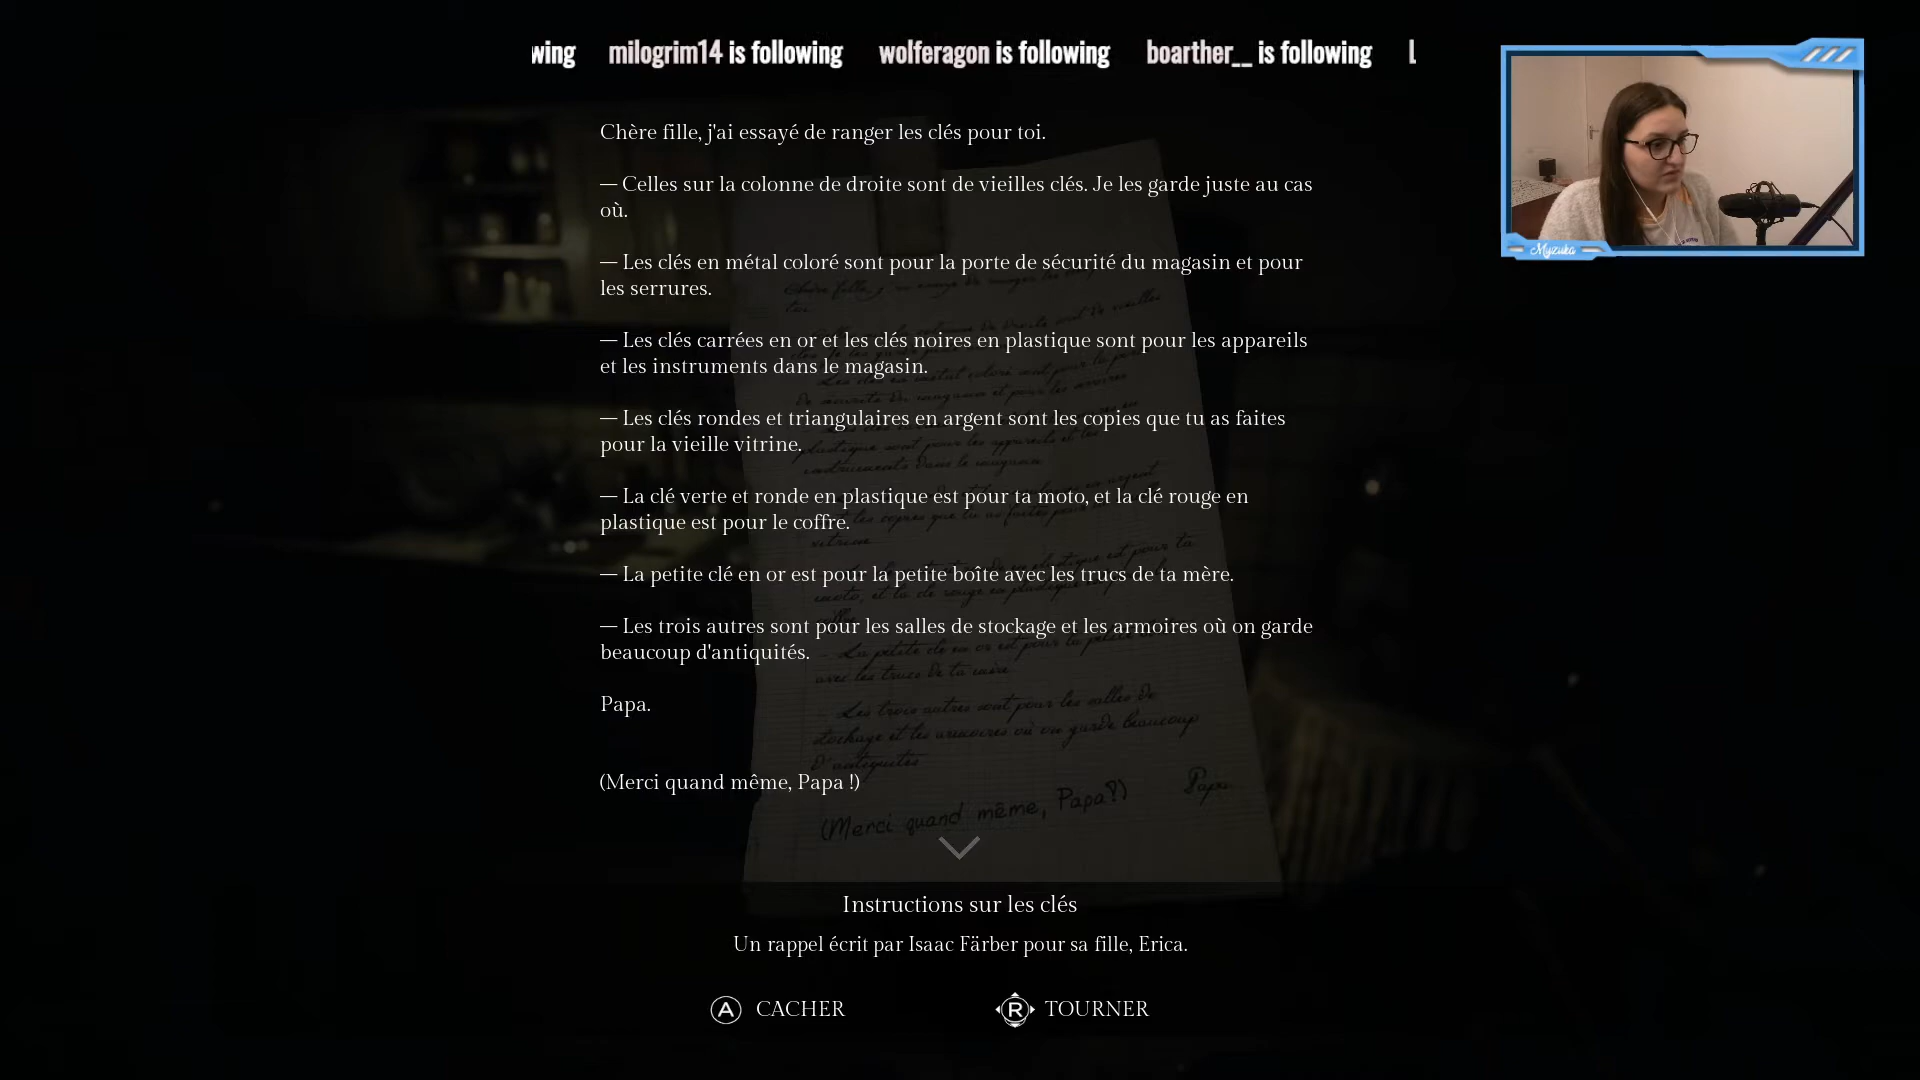 wing milogrim14 is following wolferagon is following boarther__ is following
Myzuka
Chère fille, j'ai essayé de ranger les clés pour toi.
— Celles sur la colonne de droite sont de vieilles clés. Je les garde juste au cas
où.
— Les clés en métal coloré sont pour la porte de sécurité du magasin et pour
les serrures.
— Les clés carrées en or et les clés noires en plastique sont pour les appareils
et les instruments dans le magasin.
— Les clés rondes et triangulaires en argent sont les copies que tu as faites
pour la vieille vitrine.
— La clé verte et ronde en plastique est pour ta moto, et la clé rouge en
plastique est pour le coffre.
— La petite clé en or est pour la petite boîte avec les trucs de ta mère.
— Les trois autres sont pour les salles de stockage et les armoires où on garde
beaucoup d'antiquités.
Papa.
(Merci quand même, Papa !)
Papa
(Merci quand même, Papa!)
Instructions sur les clés
Un rappel écrit par Isaac Färber pour sa fille, Erica.
A CACHER R TOURNER